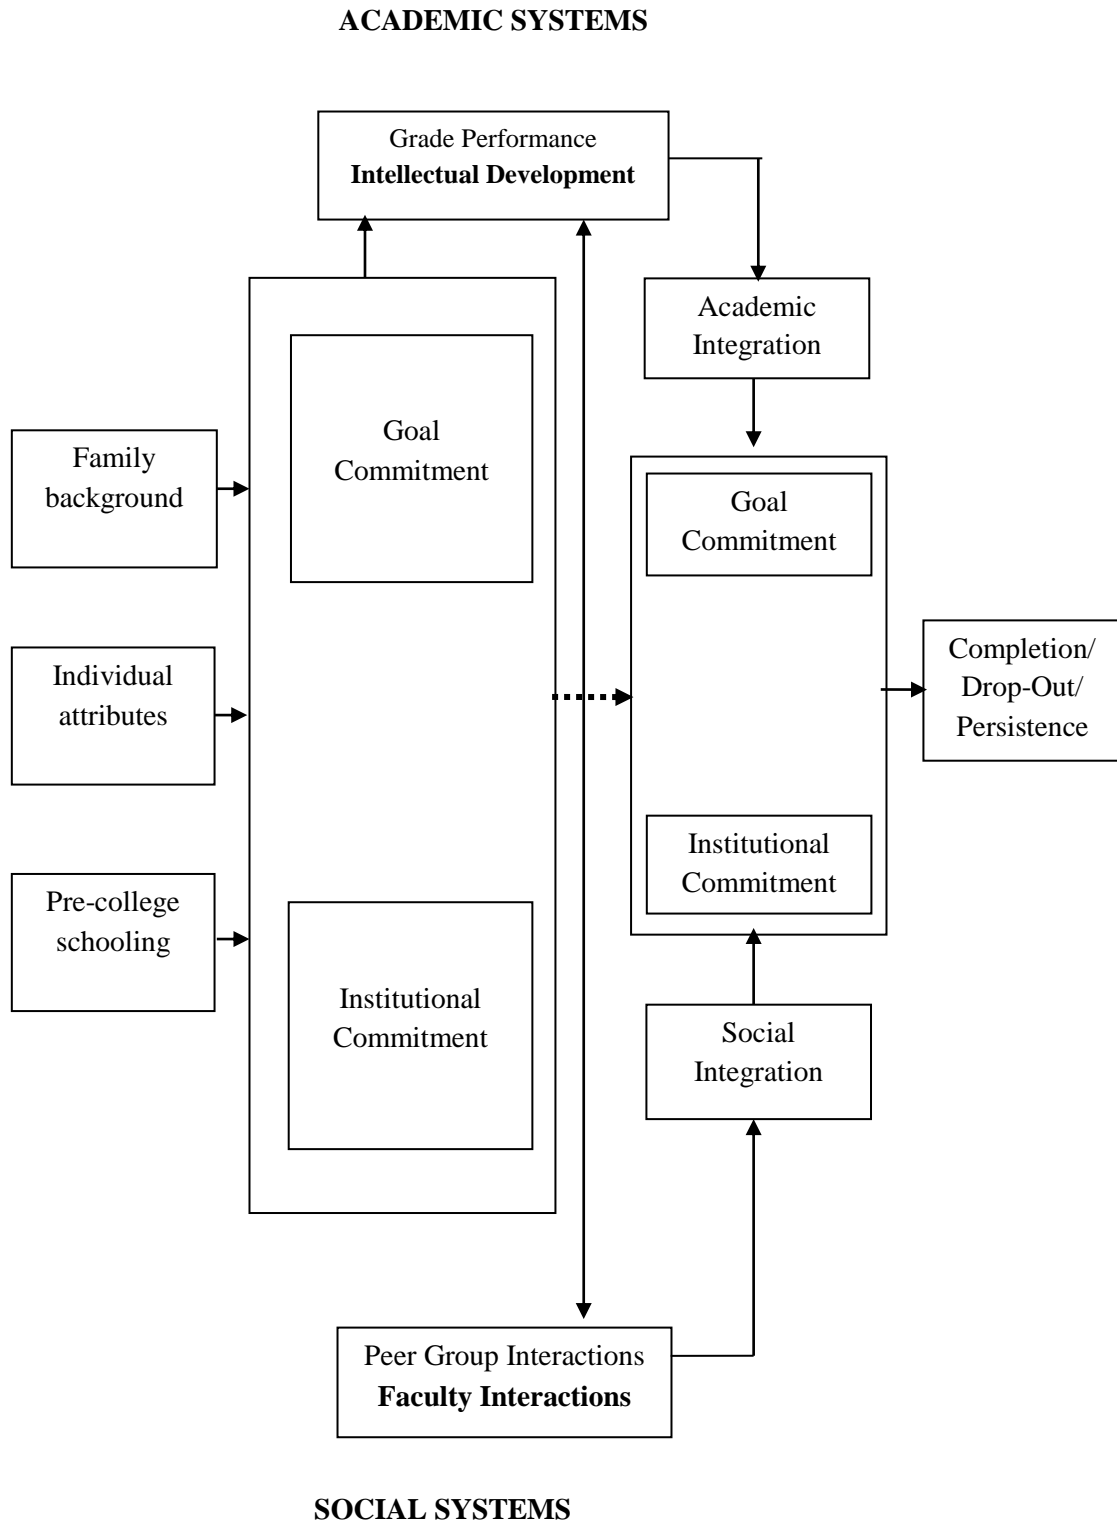 ACADEMIC SYSTEMS
Grade Performance
Intellectual Development
Academic
Integration
Goal
Commitment
Family
background
Goal
Commitment
Individual
attributes
Completion/
Drop-Out/
Persistence
Institutional
Commitment
Pre-college
schooling
Institutional
Commitment
Social
Integration
Peer Group Interactions
Faculty Interactions
SOCIAL SYSTEMS